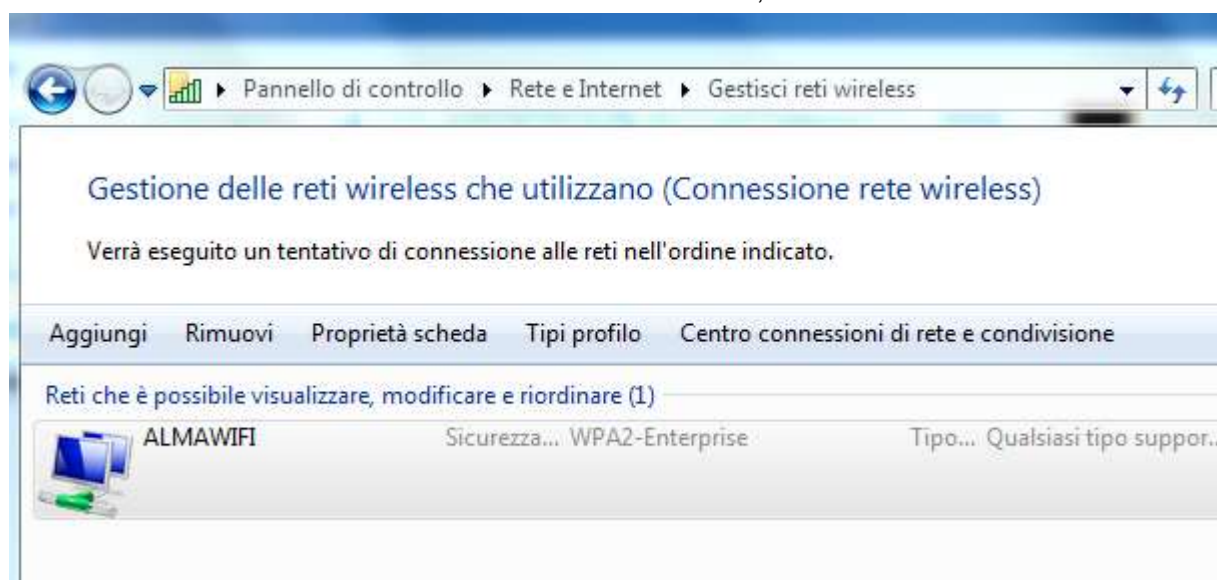 Pannello di controllo Rete e Internet Gestisci reti wireless
Gestione delle reti wireless che utilizzano (Connessione rete wireless)
Verrà eseguito un tentativo di connessione alle reti nell'ordine indicato.
Aggiungi Rimuovi Proprietà scheda Tipi profilo Centro connessioni di rete e condivisione
Reti che è possibile visualizzare, modificare e riordinare (1)
ALMAWIFI Sicurezza... WPA2-Enterprise Tipo... Qualsiasi tipo suppor..